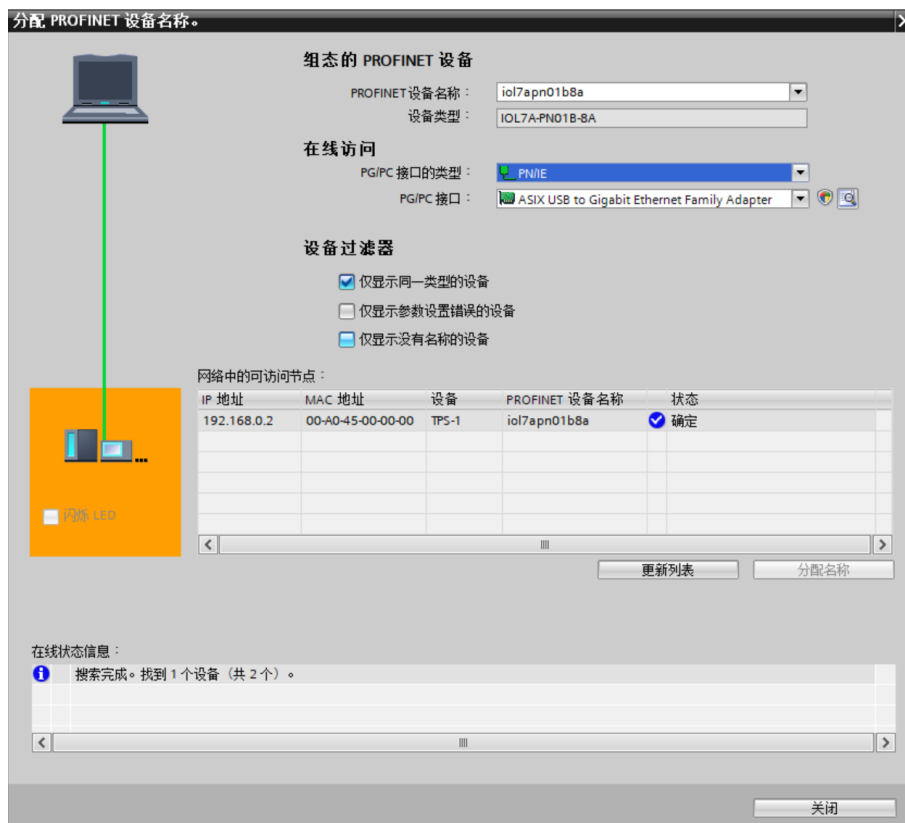 分配 PROFINET 设备名称。
组态的 PROFINET 设备
PROFINET设备名称：
iol7apn01b8a
设备类型：
IOL7A-PN01B-8A
在线访问
PG/PC 接口的类型：
PN/IE
PG/PC 接口：
ASIX USB to Gigabit Ethernet Family Adapter
设备过滤器
仅显示同一类型的设备
仅显示参数设置错误的设备
仅显示没有名称的设备
网络中的可访问节点：
IP 地址 MAC 地址 设备 PROFINET 设备名称 状态
192.168.0.2 00-A0-45-00-00-00 TPS-1 iol7apn01b8a 确定
闪烁 LED
更新列表 分配名称
在线状态信息：
搜索完成。找到 1 个设备（共 2 个）。
关闭